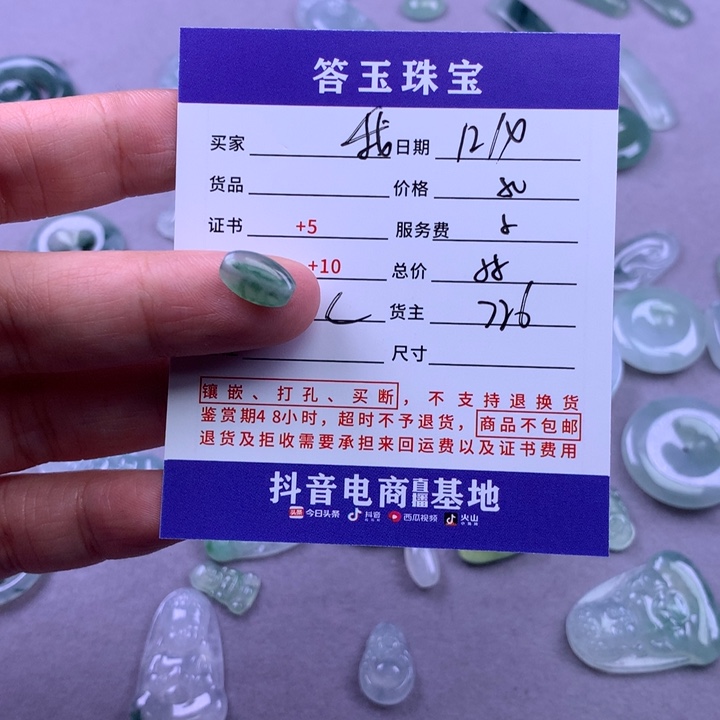 答玉珠宝
买家 日期 12/10
货品 价格 80
证书 +5 服务费 8
+10 总价 88
货主 726
尺寸
镶嵌、打孔、买断，不支持退换货
鉴赏期48小时，超时不予退货，商品不包邮
退货及拒收需要承担来回运费以及证书费用
抖音电商直播基地
头条 今日头条 抖音 西瓜视频 火山